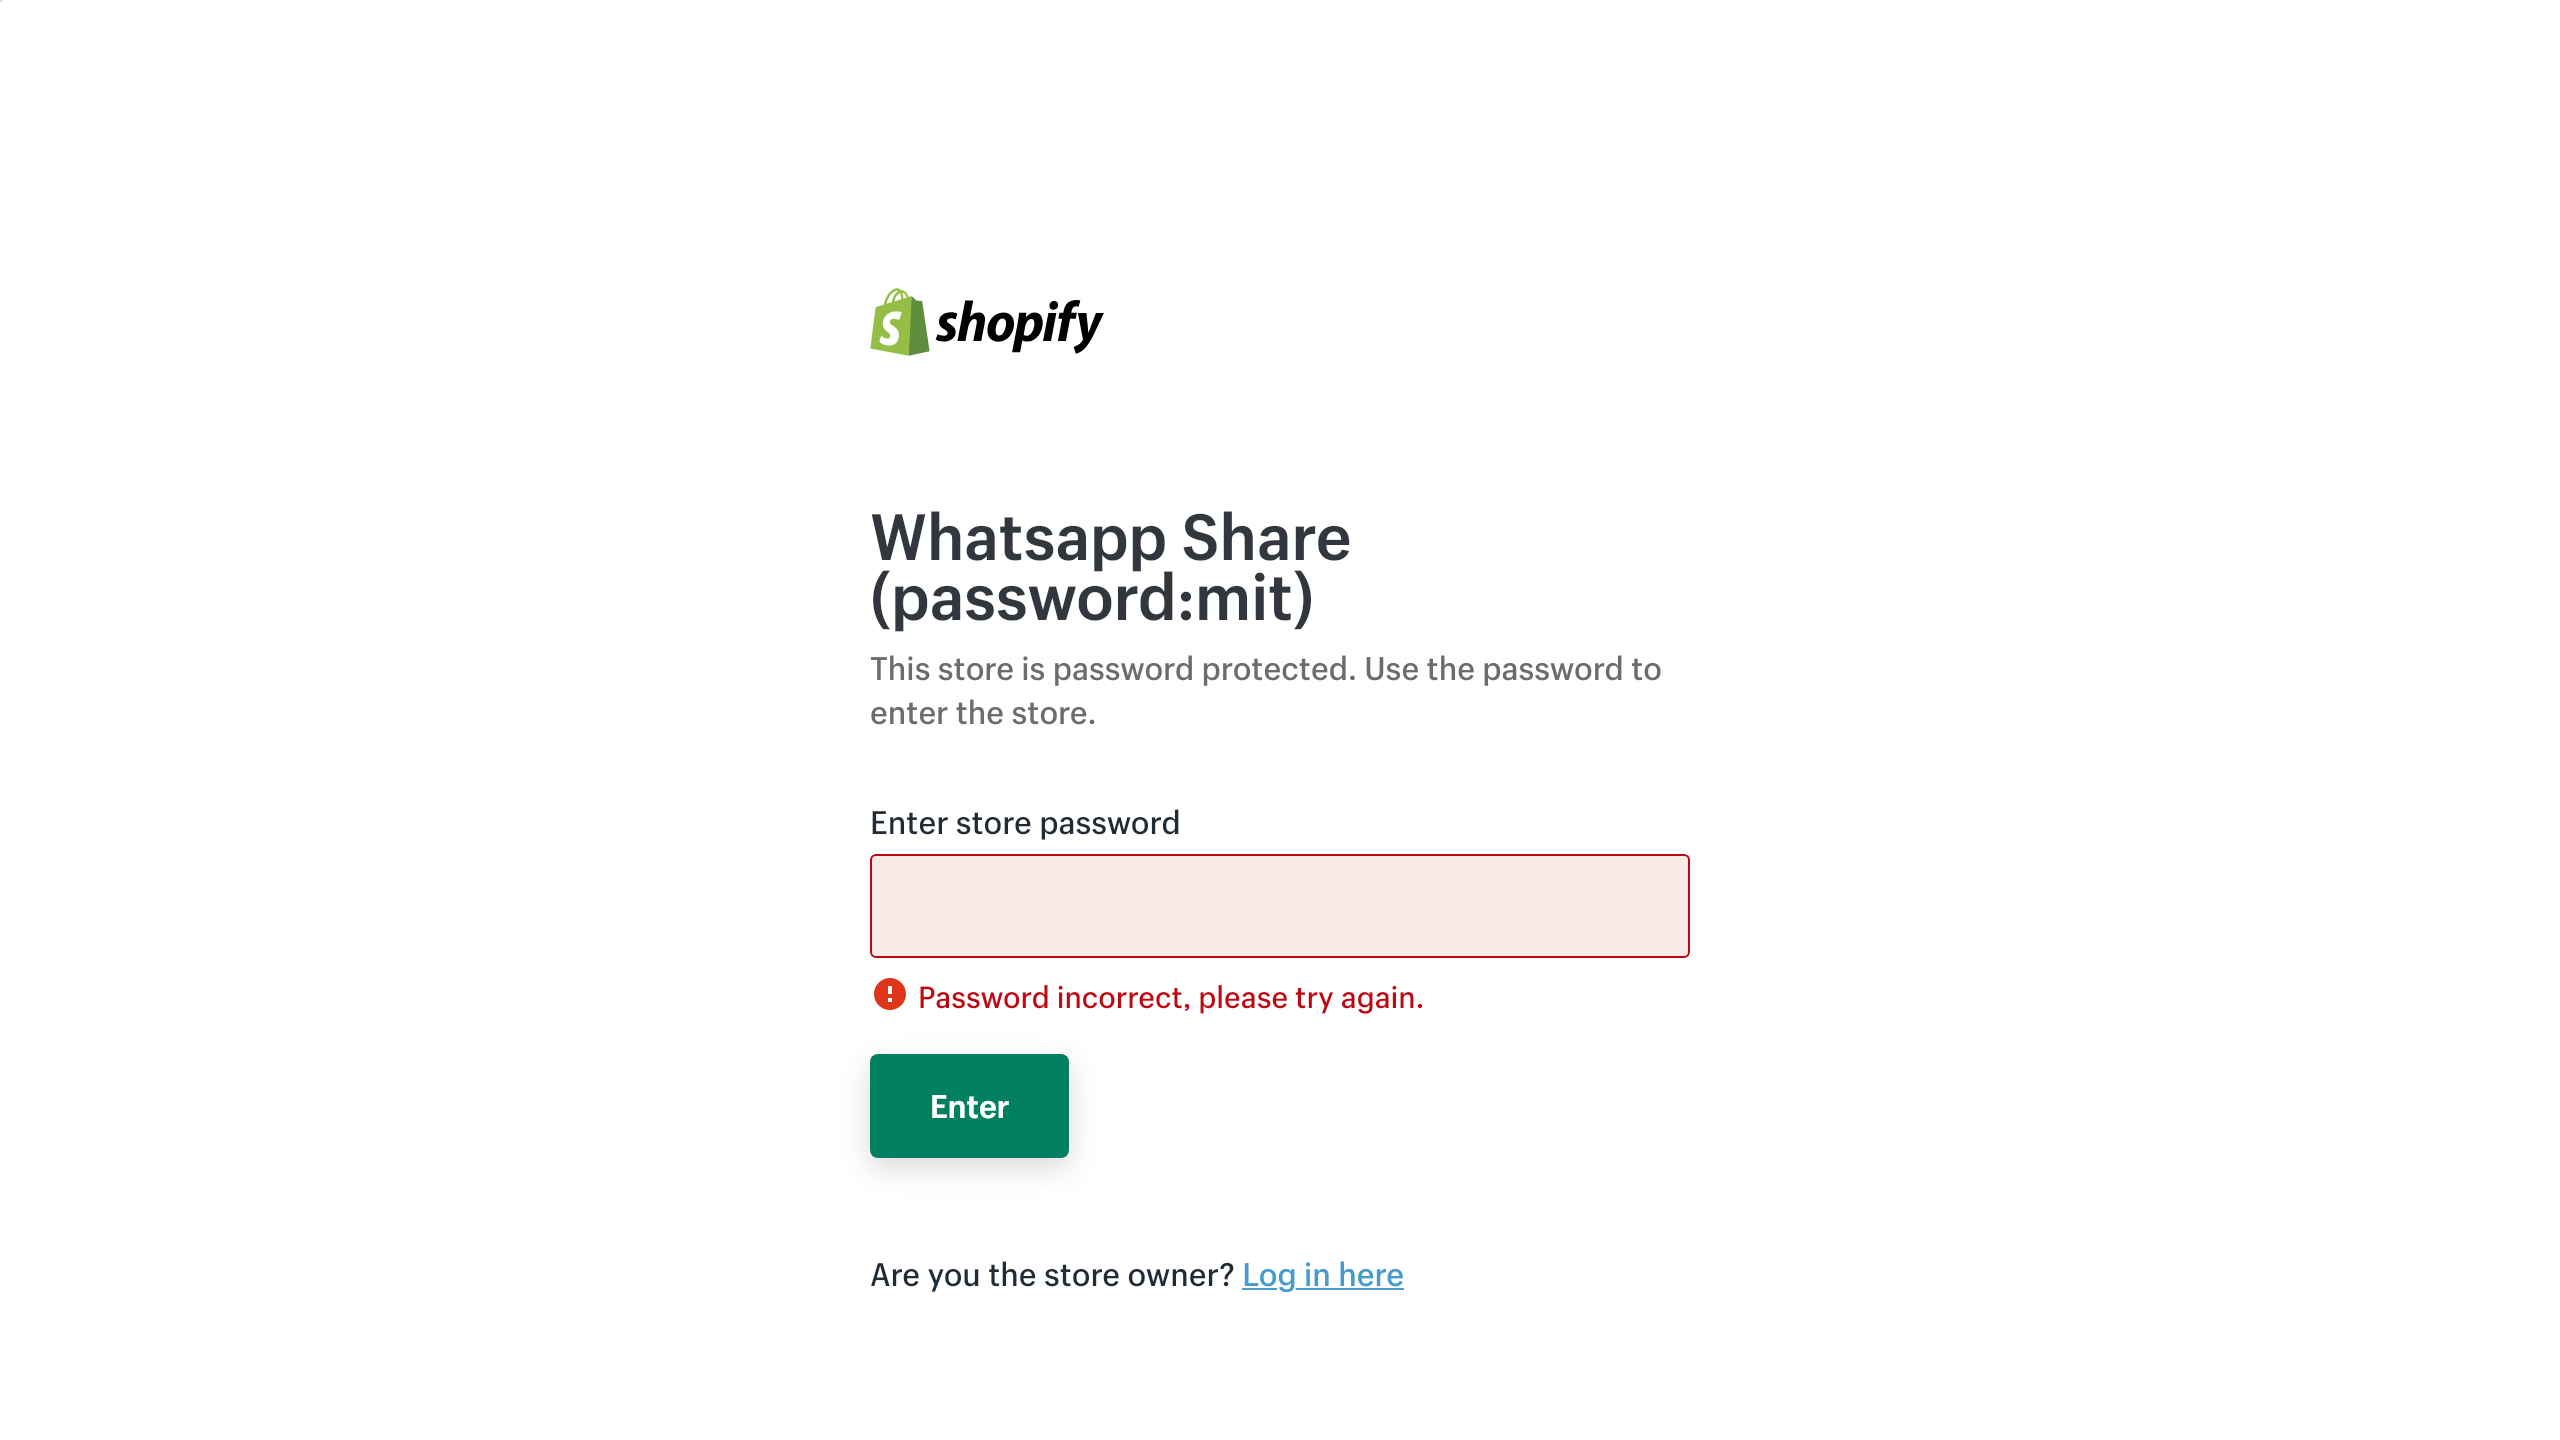 shopify
Whatsapp Share
(password:mit)
This store is password protected. Use the password to
enter the store.
Enter store password
Password incorrect, please try again.
Enter
Are you the store owner? Log in here